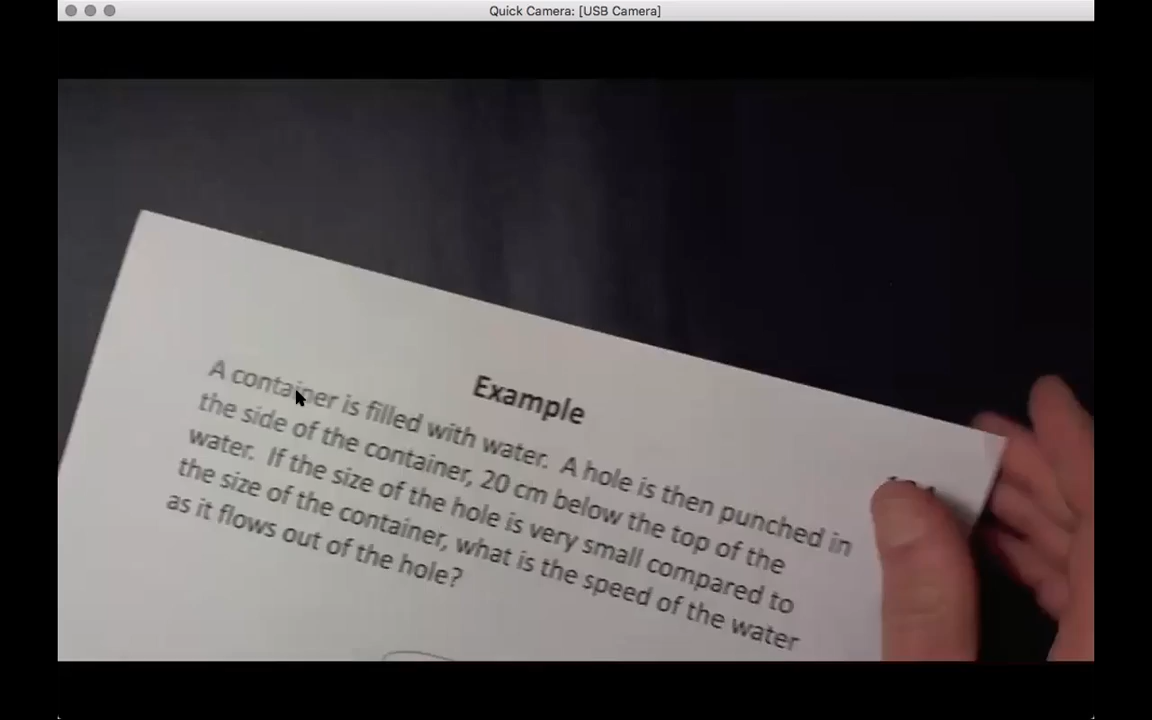 Quick Camera: [USB Camera]
Example
A container is filled with water. A hole is then punched in
the side of the container, 20 cm below the top of the
water. If the size of the hole is very small compared to
the size of the container, what is the speed of the water
as it flows out of the hole?